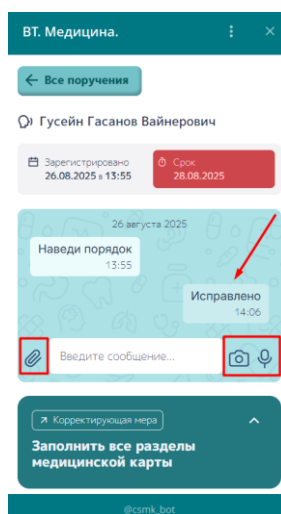 ВТ. Медицина.
Все поручения
Гусейн Гасанов Вайнерович
Зарегистрировано
26.08.2025 в 13:55
Срок
28.08.2025
26 августа 2025
Наведи порядок
13:55
Исправлено
14:06
Введите сообщение...
Корректирующая мера
Заполнить все разделы
медицинской карты
@csmk_bot